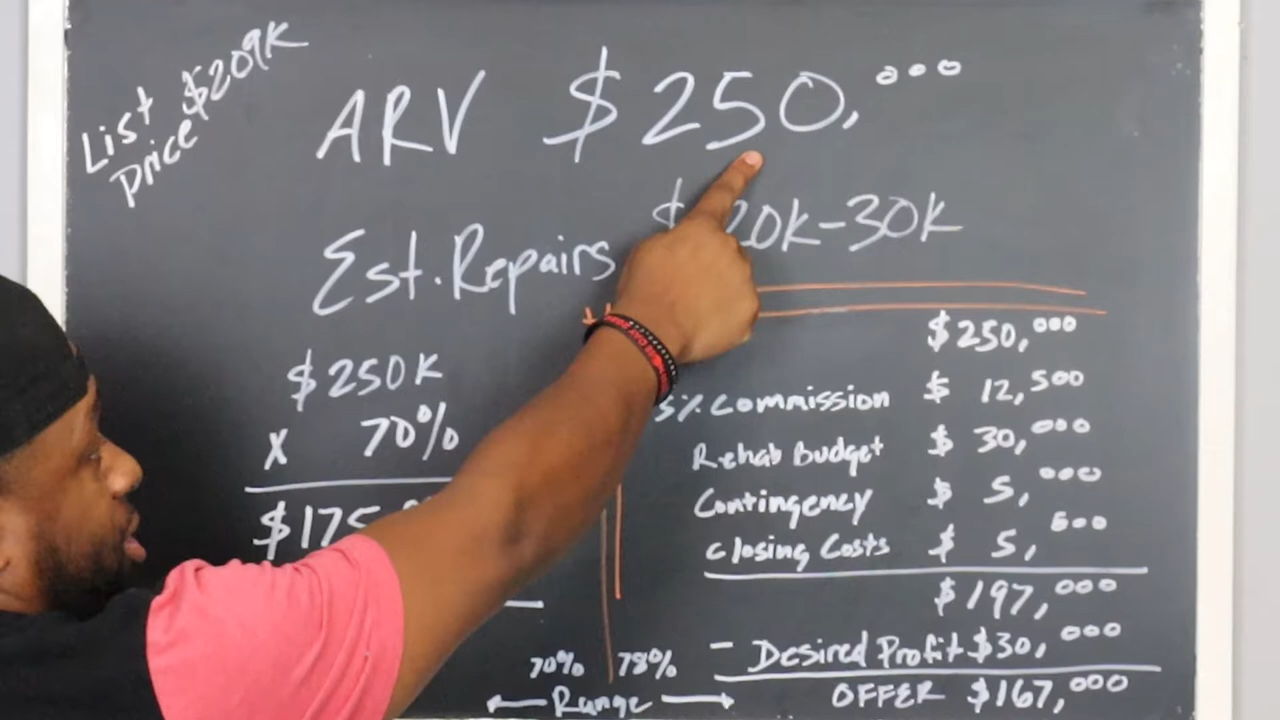 List
Price $209K
ARV $250,000
Est. Repairs $20K-30K
$250K
x 70%
$175
$250,000
5% Commission $ 12,500
Rehab Budget $ 30,000
Contingency $ 5,000
Closing Costs $ 5,500
$197,000
- Desired Profit $30,000
OFFER $167,000
70% 78%
Range